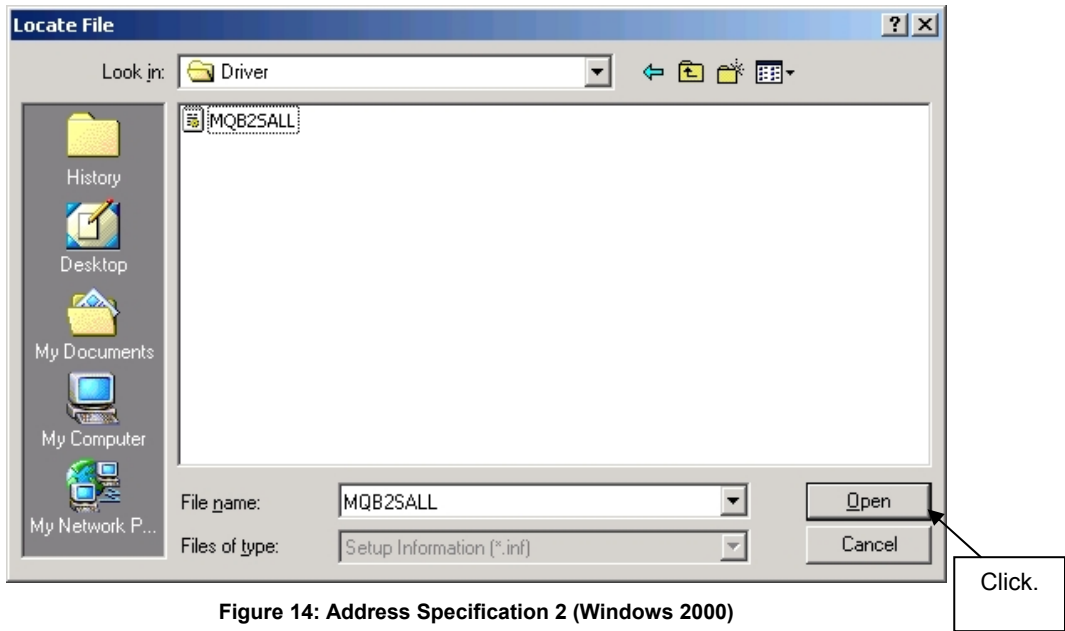 Locate File
Look in:
Driver
MQB2SALL
History
Desktop
My Documents
My Computer
My Network P...
File name:
MQB2SALL
Open
Files of type:
Setup Information (*.inf)
Cancel
Click.
Figure 14: Address Specification 2 (Windows 2000)